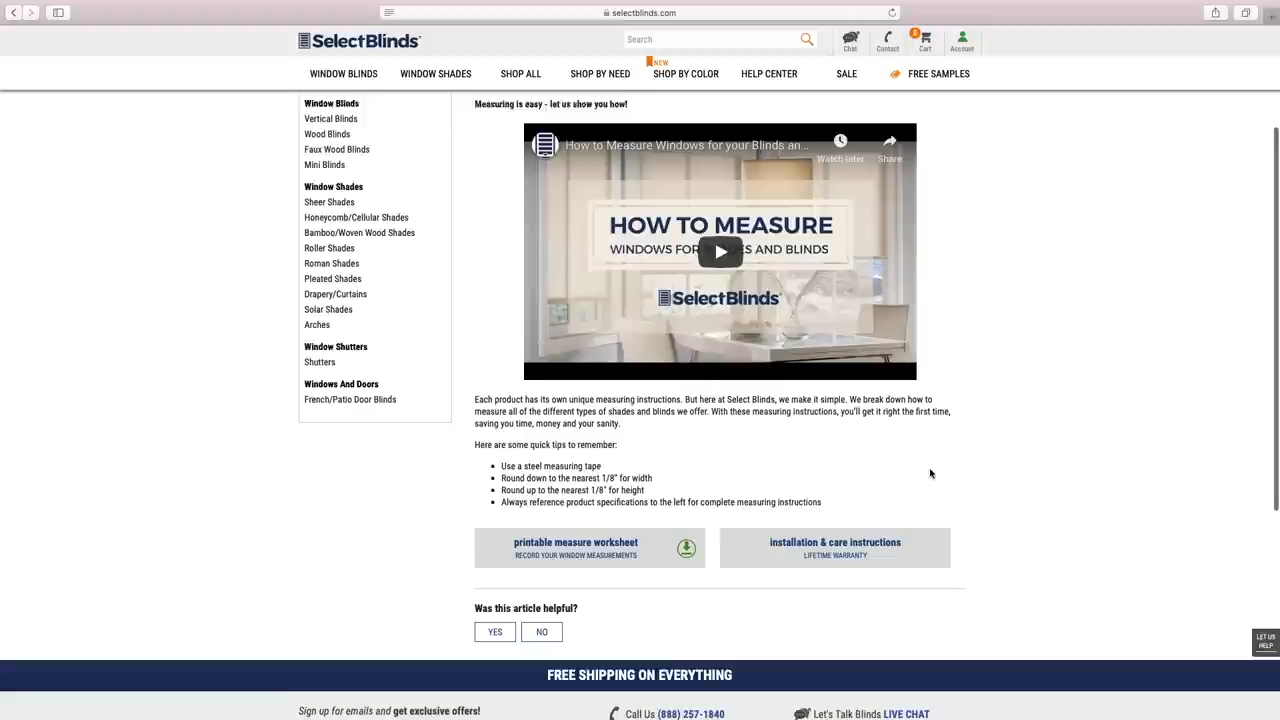 selectblinds.com
SelectBlinds
Search
Chat
Contact
0
Cart
Account
NEW
WINDOW BLINDS
WINDOW SHADES
SHOP ALL
SHOP BY NEED
SHOP BY COLOR
HELP CENTER
SALE
FREE SAMPLES
Window Blinds
Vertical Blinds
Wood Blinds
Faux Wood Blinds
Mini Blinds
Window Shades
Sheer Shades
Honeycomb/Cellular Shades
Bamboo/Woven Wood Shades
Roller Shades
Roman Shades
Pleated Shades
Drapery/Curtains
Solar Shades
Arches
Window Shutters
Shutters
Windows And Doors
French/Patio Door Blinds
Measuring is easy - let us show you how!
How to Measure Windows for your Blinds an...
Watch later
Share
HOW TO MEASURE
WINDOWS FOR AND BLINDS
SelectBlinds
Each product has its own unique measuring instructions. But here at Select Blinds, we make it simple. We break down how to
measure all of the different types of shades and blinds we offer. With these measuring instructions, you'll get it right the first time,
saving you time, money and your sanity.
Here are some quick tips to remember:
Use a steel measuring tape
Round down to the nearest 1/8" for width
Round up to the nearest 1/8" for height
Always reference product specifications to the left for complete measuring instructions
printable measure worksheet
RECORD YOUR WINDOW MEASUREMENTS
installation & care instructions
LIFETIME WARRANTY
Was this article helpful?
YES
NO
LET US
HELP
FREE SHIPPING ON EVERYTHING
Sign up for emails and get exclusive offers!
Call Us (888) 257-1840
Let's Talk Blinds LIVE CHAT